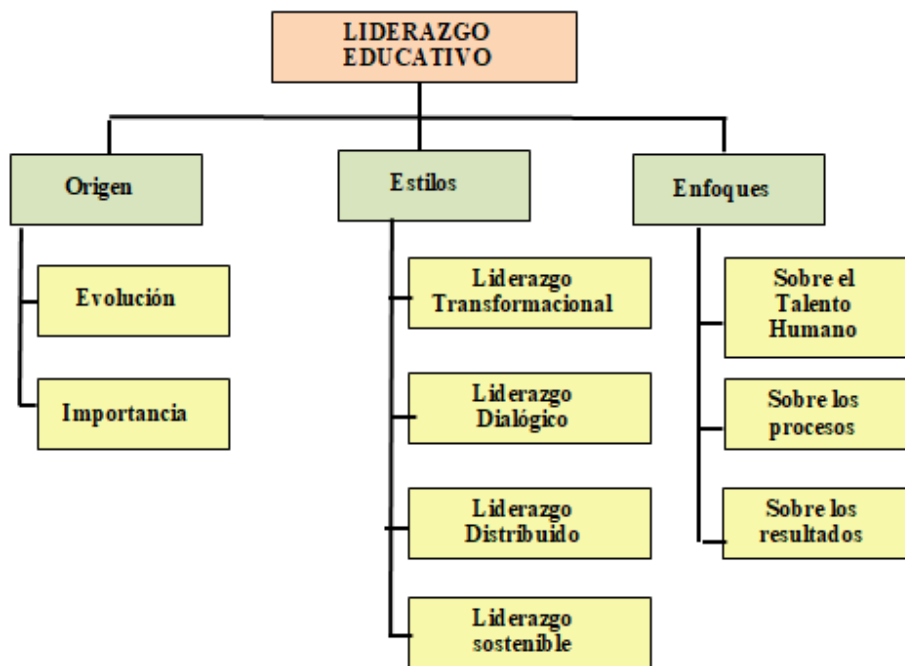 LIDERAZGO
EDUCATIVO
Origen
Evolución
Importancia
Estilos
Liderazgo
Transformacional
Liderazgo
Dialógico
Liderazgo
Distribuido
Liderazgo
sostenible
Enfoques
Sobre el
Talento
Humano
Sobre los
procesos
Sobre los
resultados